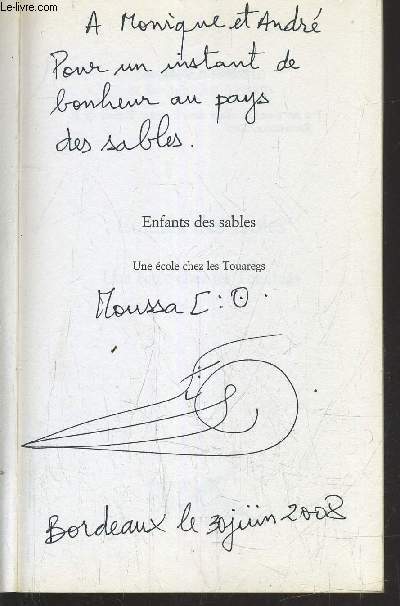 Le-livre.com
A Monique et André
Pour un instant de
bonheur au pays
des sables.
Enfants des sables
Une école chez les Touaregs
Moussa ⵎ:ⵙ.
Bordeaux le 30 juin 2008